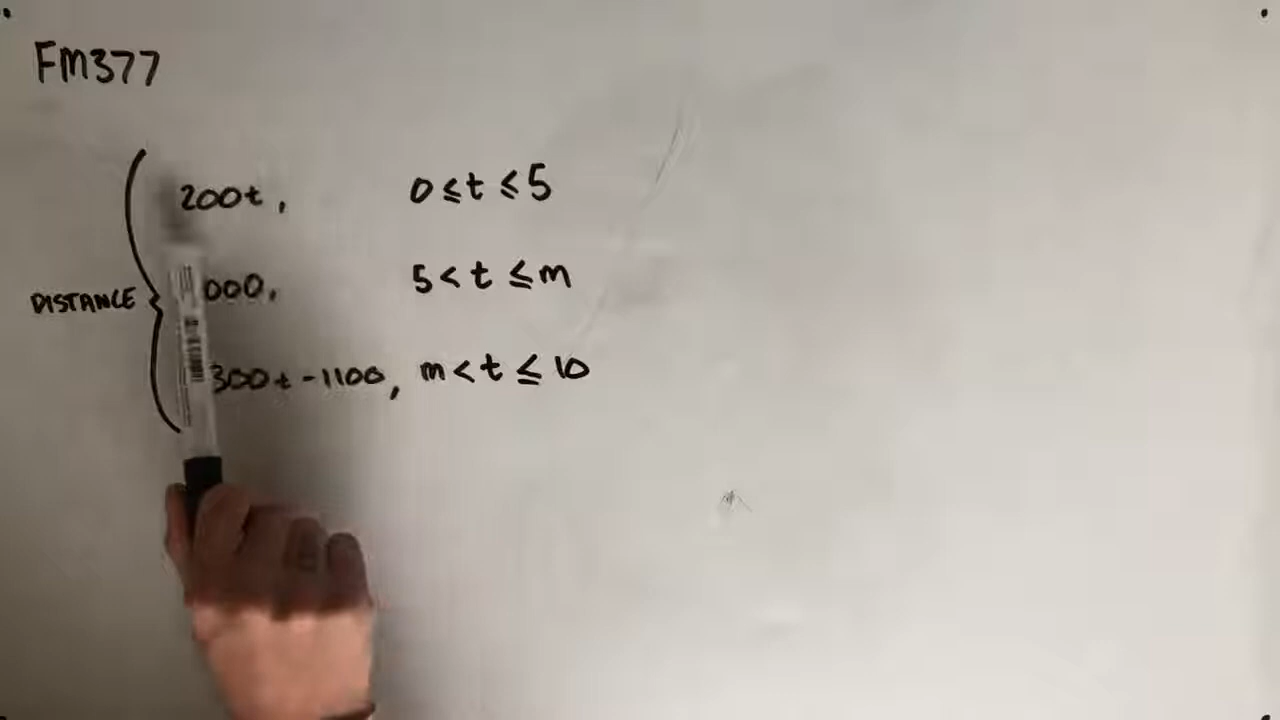 FM377
200t, 0 ≤ t ≤ 5
DISTANCE 000, 5 < t ≤ m
300t - 1100, m < t ≤ 10